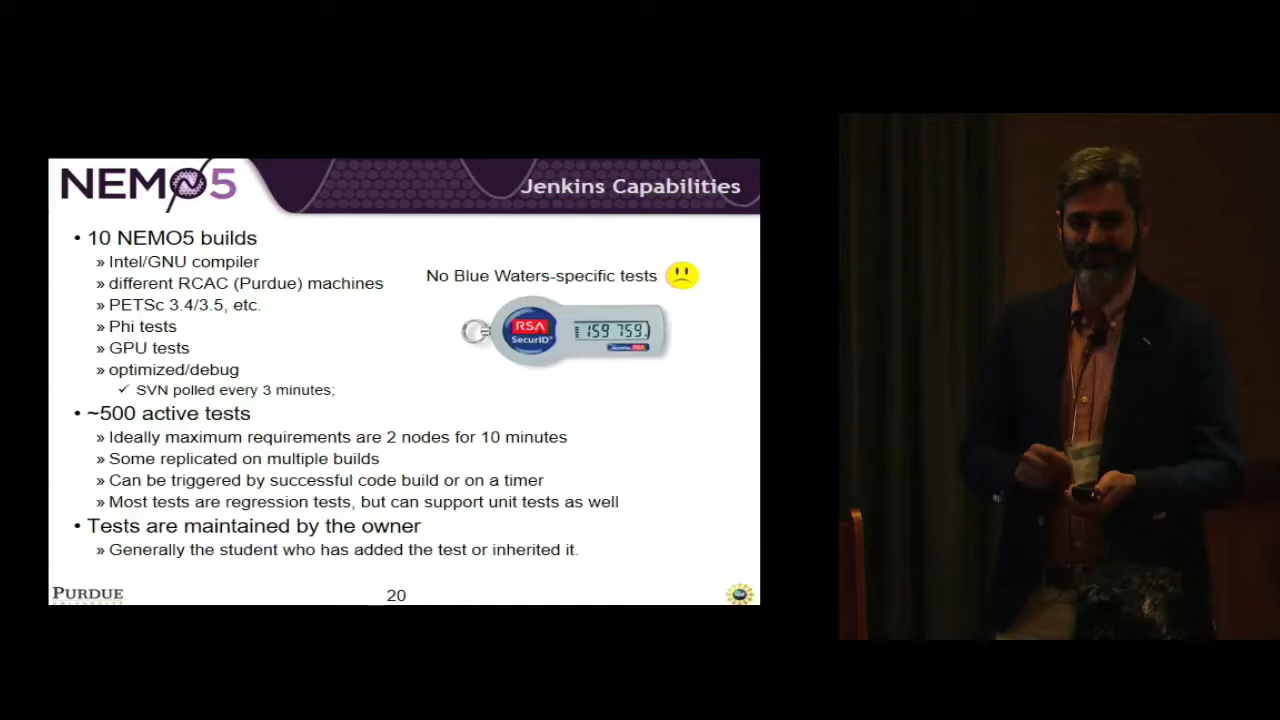 NEMO5
Jenkins Capabilities
• 10 NEMO5 builds
» Intel/GNU compiler
» different RCAC (Purdue) machines
» PETSc 3.4/3.5, etc.
» Phi tests
» GPU tests
» optimized/debug
✓ SVN polled every 3 minutes;
No Blue Waters-specific tests
RSA
SecurID
159 759
• ~500 active tests
» Ideally maximum requirements are 2 nodes for 10 minutes
» Some replicated on multiple builds
» Can be triggered by successful code build or on a timer
» Most tests are regression tests, but can support unit tests as well
• Tests are maintained by the owner
» Generally the student who has added the test or inherited it.
PURDUE
20